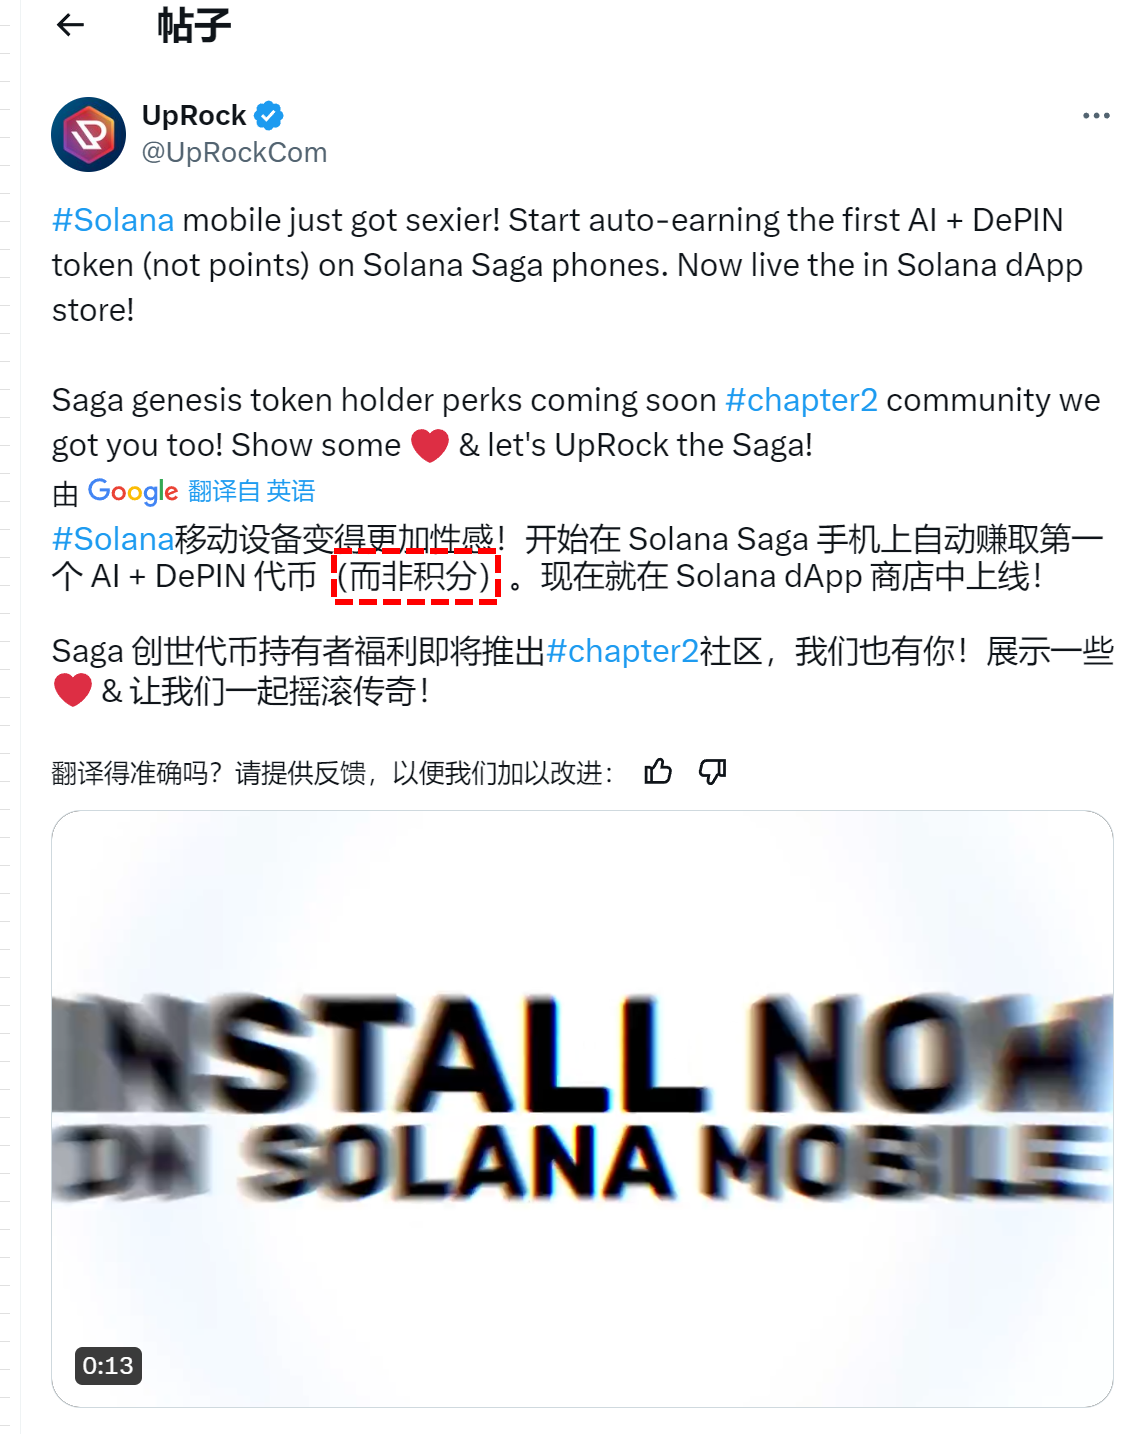 帖子
UpRock
@UpRockCom
#Solana mobile just got sexier! Start auto-earning the first AI + DePIN
token (not points) on Solana Saga phones. Now live the in Solana dApp
store!
Saga genesis token holder perks coming soon #chapter2 community we
got you too! Show some ❤️ & let's UpRock the Saga!
由 Google 翻译自 英语
#Solana移动设备变得更加性感！开始在 Solana Saga 手机上自动赚取第一
个 AI + DePIN 代币（而非积分）。现在就在 Solana dApp 商店中上线！
Saga 创世代币持有者福利即将推出#chapter2社区，我们也有你！展示一些
❤️ & 让我们一起摇滚传奇！
翻译得准确吗？请提供反馈，以便我们加以改进：
INSTALL NOW
ON SOLANA MOBILE
0:13